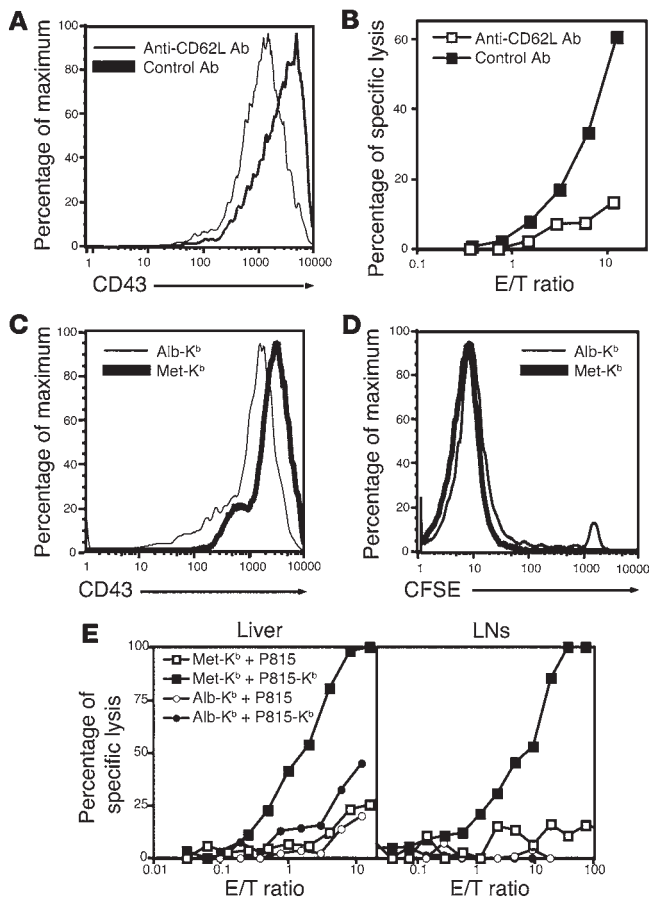 A
Percentage of maximum
100
80
60
40
20
0
Anti-CD62L Ab
Control Ab
1
10
100
1000
10000
CD43
B
Percentage of specific lysis
60
40
20
0
Anti-CD62L Ab
Control Ab
0.1
1
10
E/T ratio
C
Percentage of maximum
100
80
60
40
20
0
Alb-Kᵇ
Met-Kᵇ
1
10
100
1000
10000
CD43
D
Percentage of maximum
100
80
60
40
20
0
Alb-Kᵇ
Met-Kᵇ
1
10
100
1000
10000
CFSE
E
Liver
LNs
Percentage of
specific lysis
100
75
50
25
0
Met-Kᵇ + P815
Met-Kᵇ + P815-Kᵇ
Alb-Kᵇ + P815
Alb-Kᵇ + P815-Kᵇ
0.01
0.1
1
10
E/T ratio
0.1
1
10
100
E/T ratio